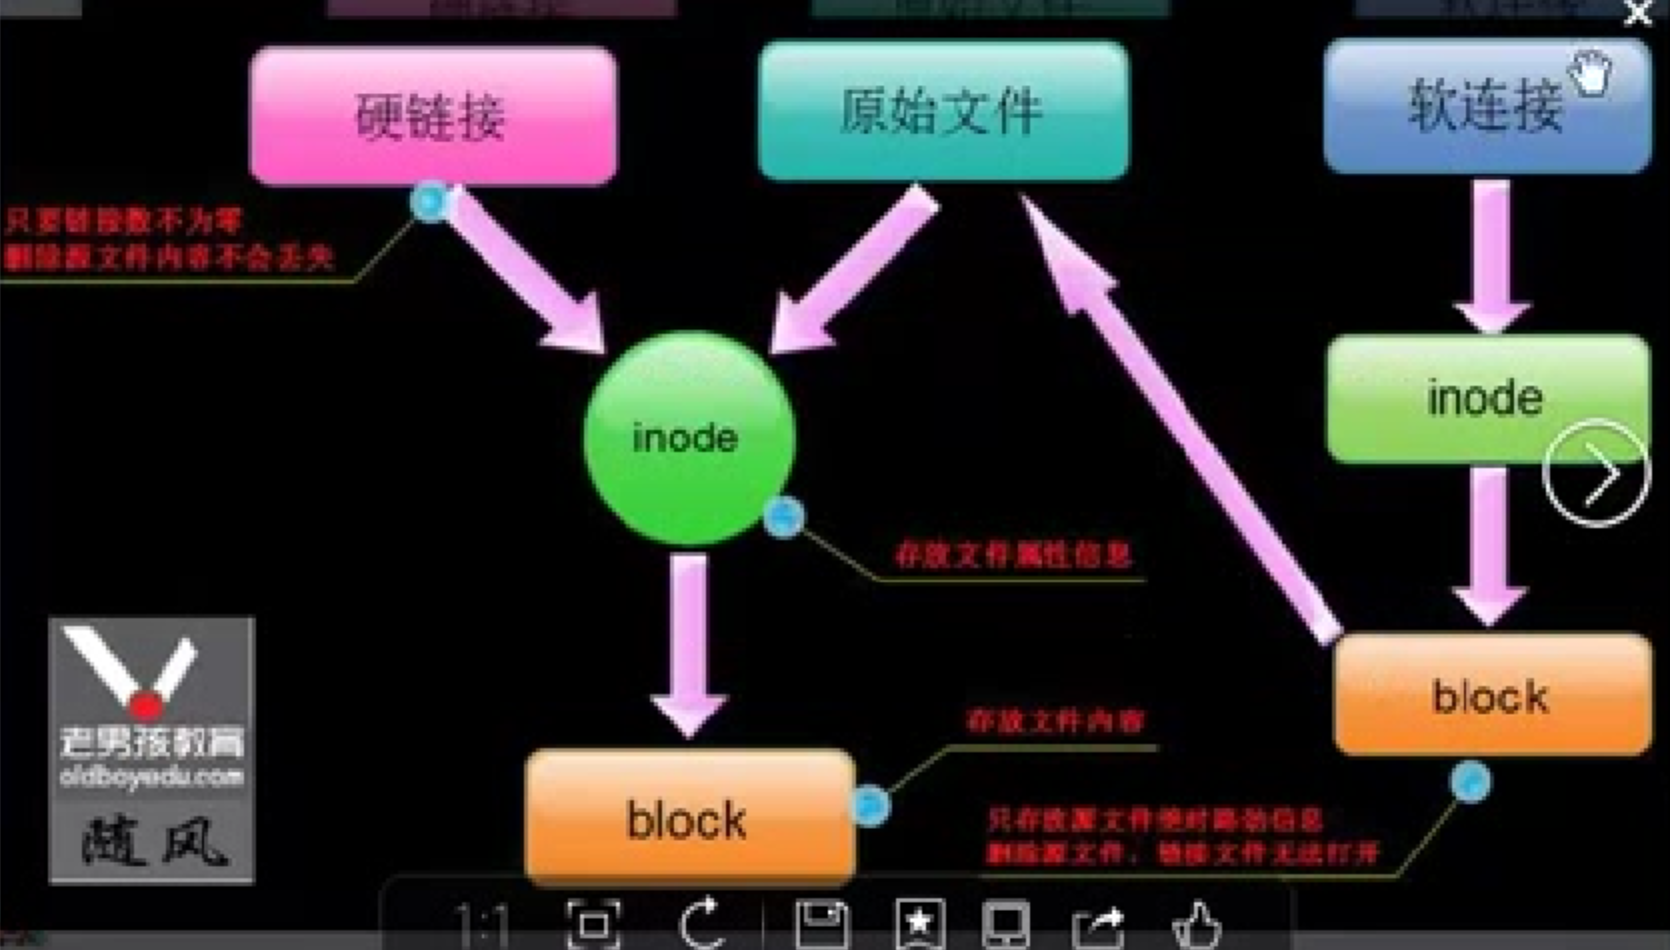 硬链接
原始文件
软连接
只要链接数不为零
删除源文件内容不会丢失
inode
inode
存放文件属性信息
block
存放文件内容
block
只存放源文件绝对路劲信息
删除源文件，链接文件无法打开
老男孩教育
oldboyedu.com
随风
1:1